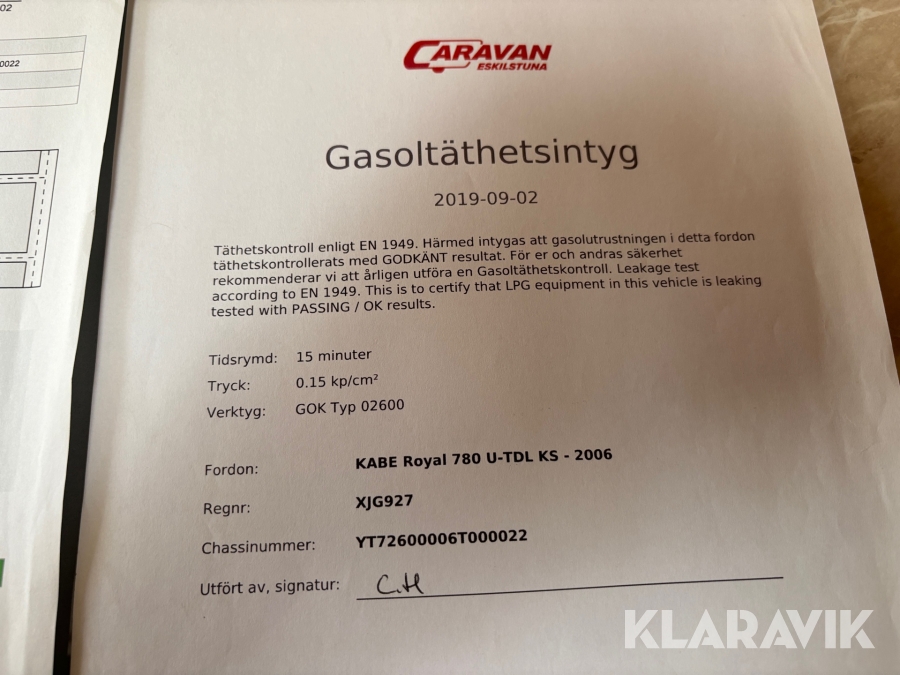 02
0022
CARAVAN
ESKILSTUNA
Gasoltäthetsintyg
2019-09-02
Täthetskontroll enligt EN 1949. Härmed intygas att gasolutrustningen i detta fordon
täthetskontrollerats med GODKÄNT resultat. För er och andras säkerhet
rekommenderar vi att årligen utföra en Gasoltäthetskontroll. Leakage test
according to EN 1949. This is to certify that LPG equipment in this vehicle is leaking
tested with PASSING / OK results.
Tidsrymd: 15 minuter
Tryck: 0.15 kp/cm²
Verktyg: GOK Typ 02600
Fordon: KABE Royal 780 U-TDL KS - 2006
Regnr: XJG927
Chassinummer: YT72600006T000022
Utfört av, signatur: C.H
KLARAVIK